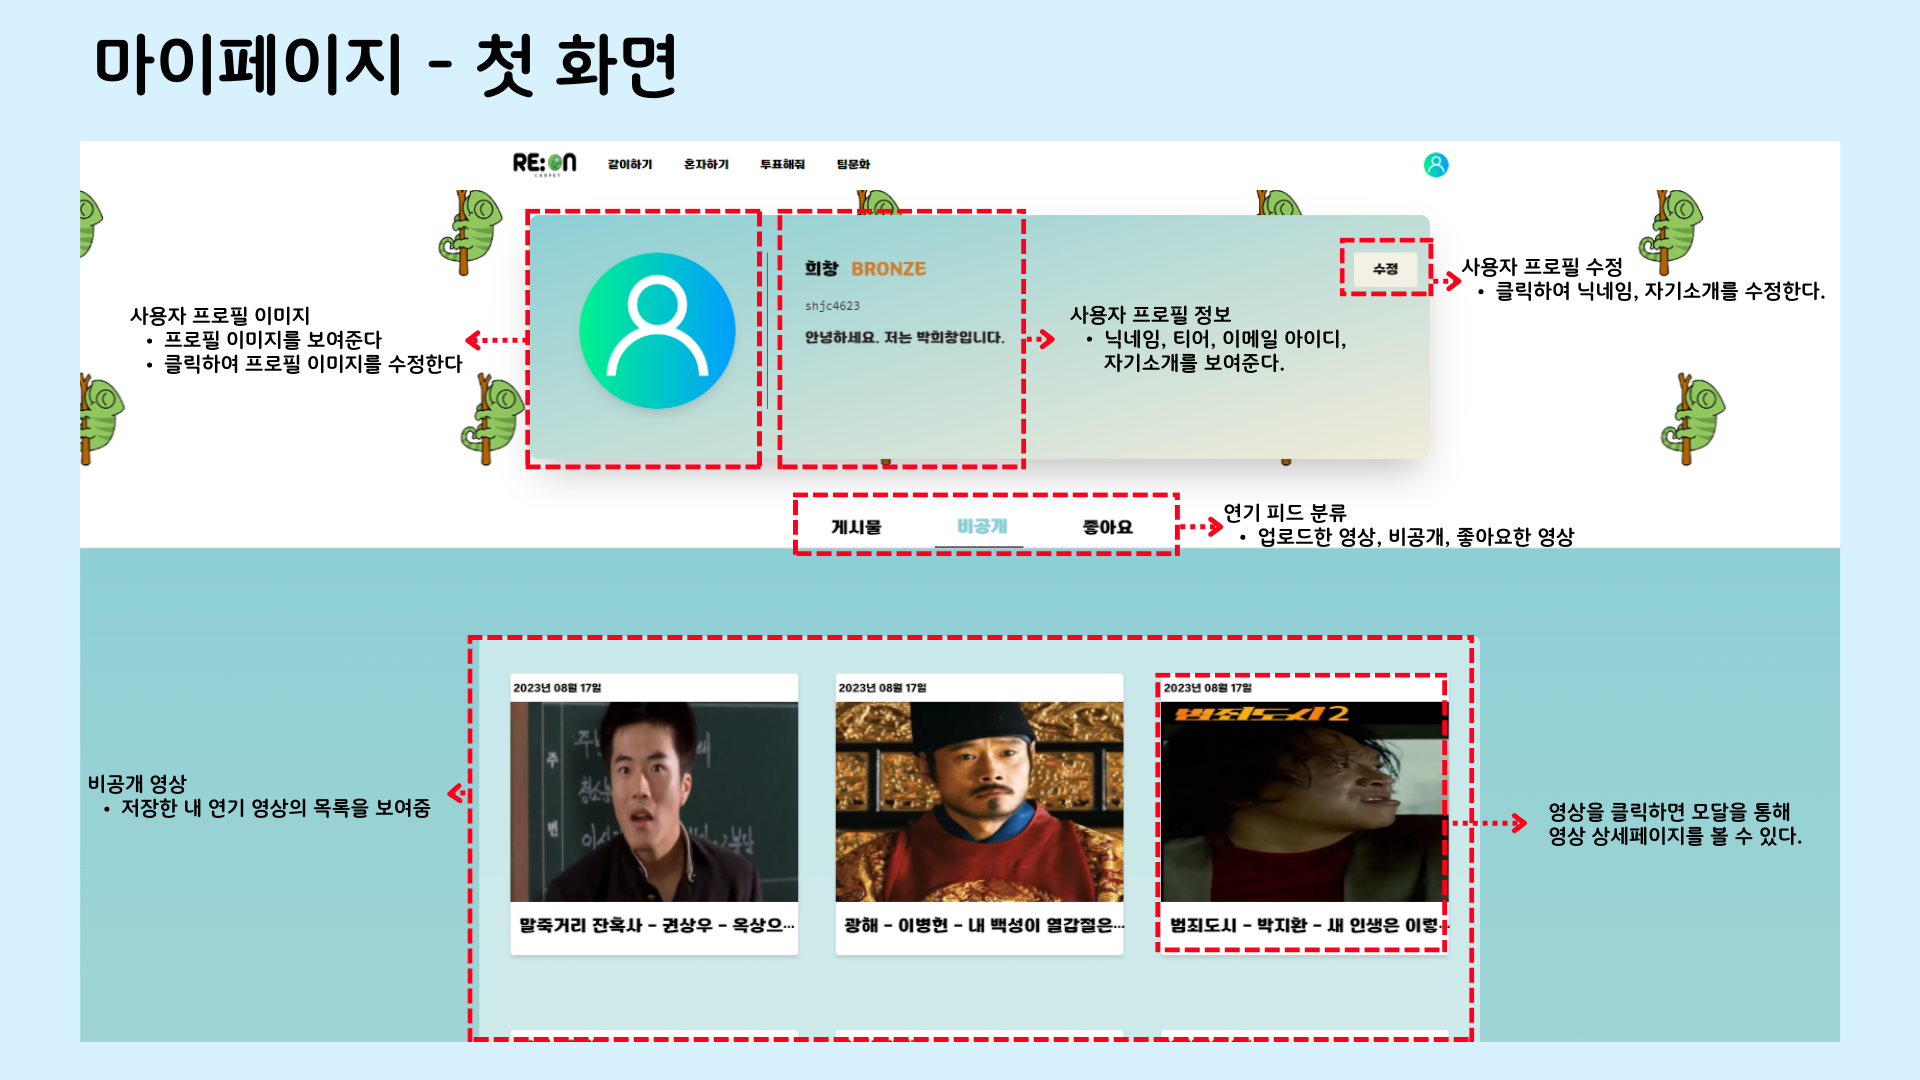 마이페이지 - 첫 화면
RE:ON
CARPET
같이하기
혼자하기
투표해줘
팀문화
희창 BRONZE
수정
shjc4623
안녕하세요. 저는 박희창입니다.
사용자 프로필 이미지
• 프로필 이미지를 보여준다
• 클릭하여 프로필 이미지를 수정한다
사용자 프로필 정보
• 닉네임, 티어, 이메일 아이디,
자기소개를 보여준다.
사용자 프로필 수정
• 클릭하여 닉네임, 자기소개를 수정한다.
게시물
비공개
좋아요
연기 피드 분류
• 업로드한 영상, 비공개, 좋아요한 영상
비공개 영상
• 저장한 내 연기 영상의 목록을 보여줌
2023년 08월 17일
주
번
말죽거리 잔혹사 - 권상우 - 옥상으...
2023년 08월 17일
광해 - 이병헌 - 내 백성이 열갑절은...
2023년 08월 17일
범죄도시2
범죄도시 - 박지환 - 새 인생은 이렇...
영상을 클릭하면 모달을 통해
영상 상세페이지를 볼 수 있다.